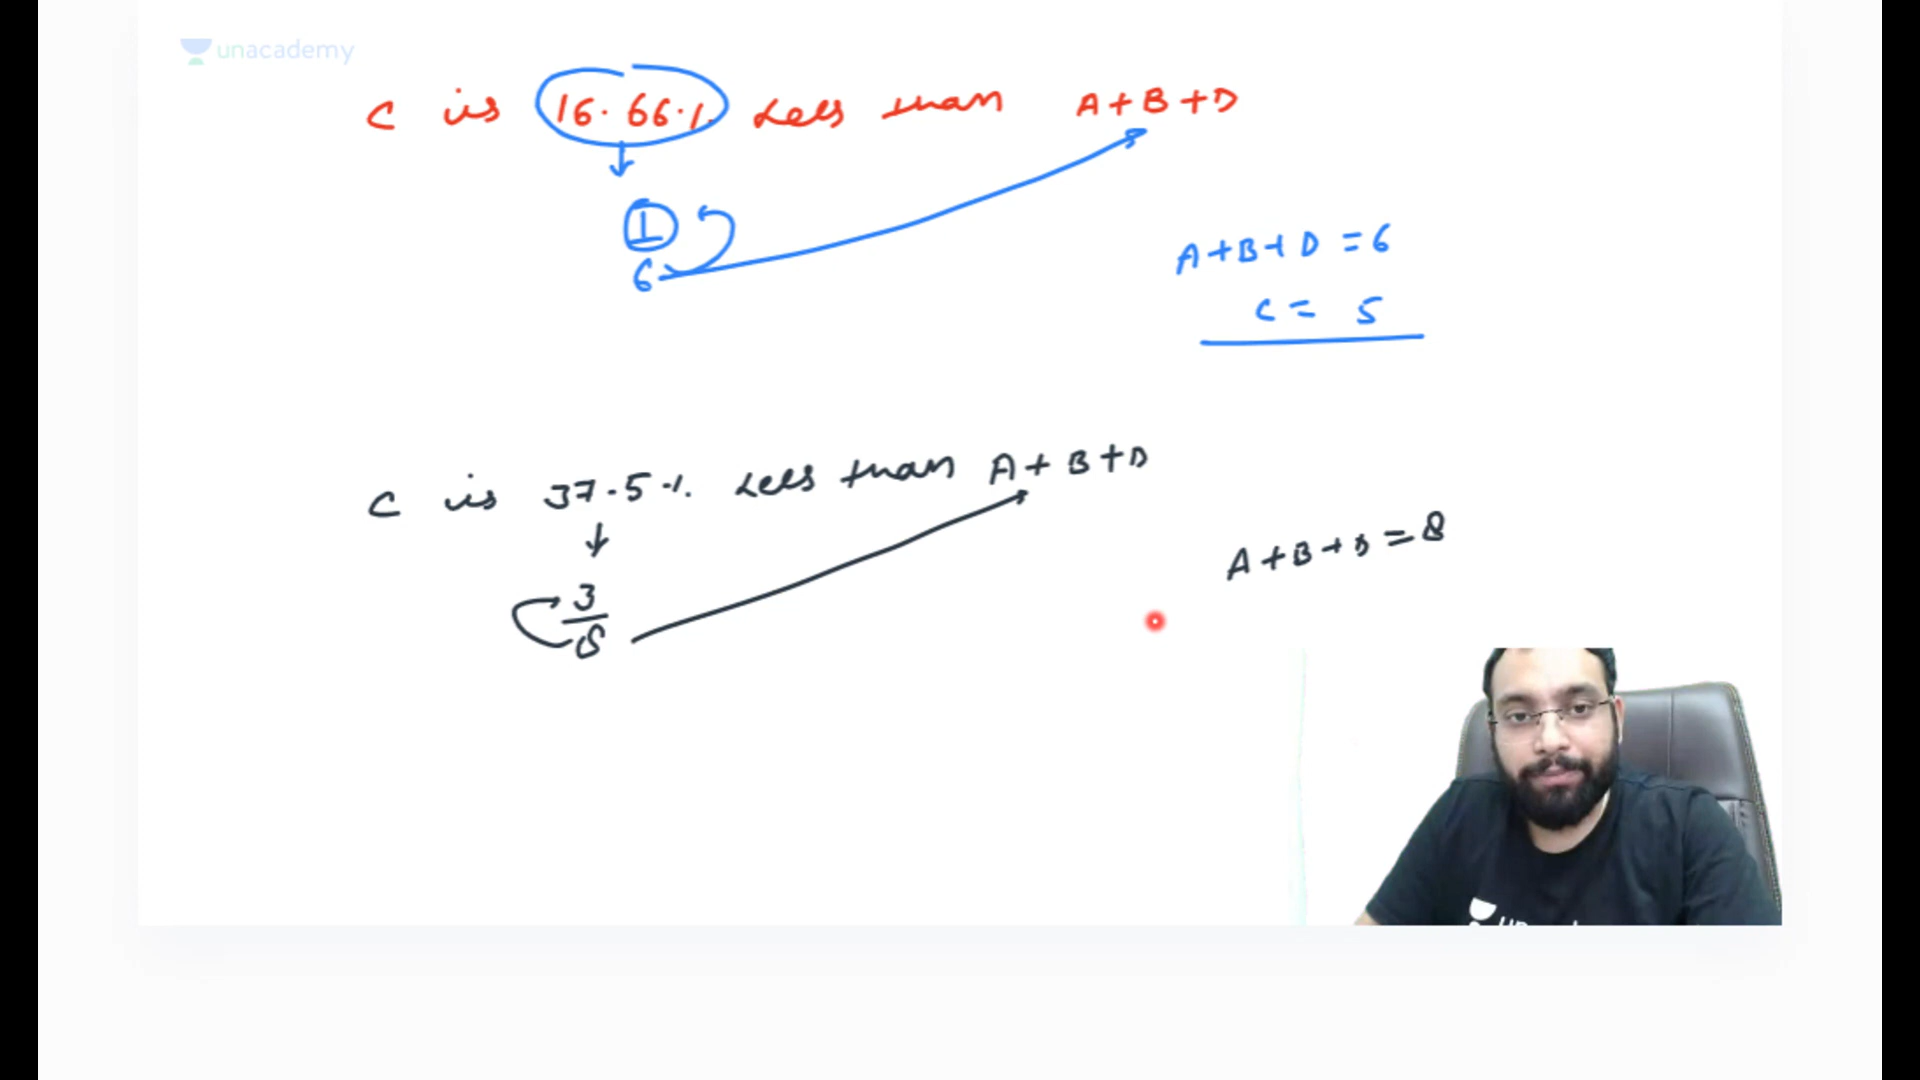 unacademy
C is 16.66% Less than A+B+D
1
6
A+B+D = 6
C = 5
C is 37.5% Less than A+B+D
3
8
A+B+D = 8